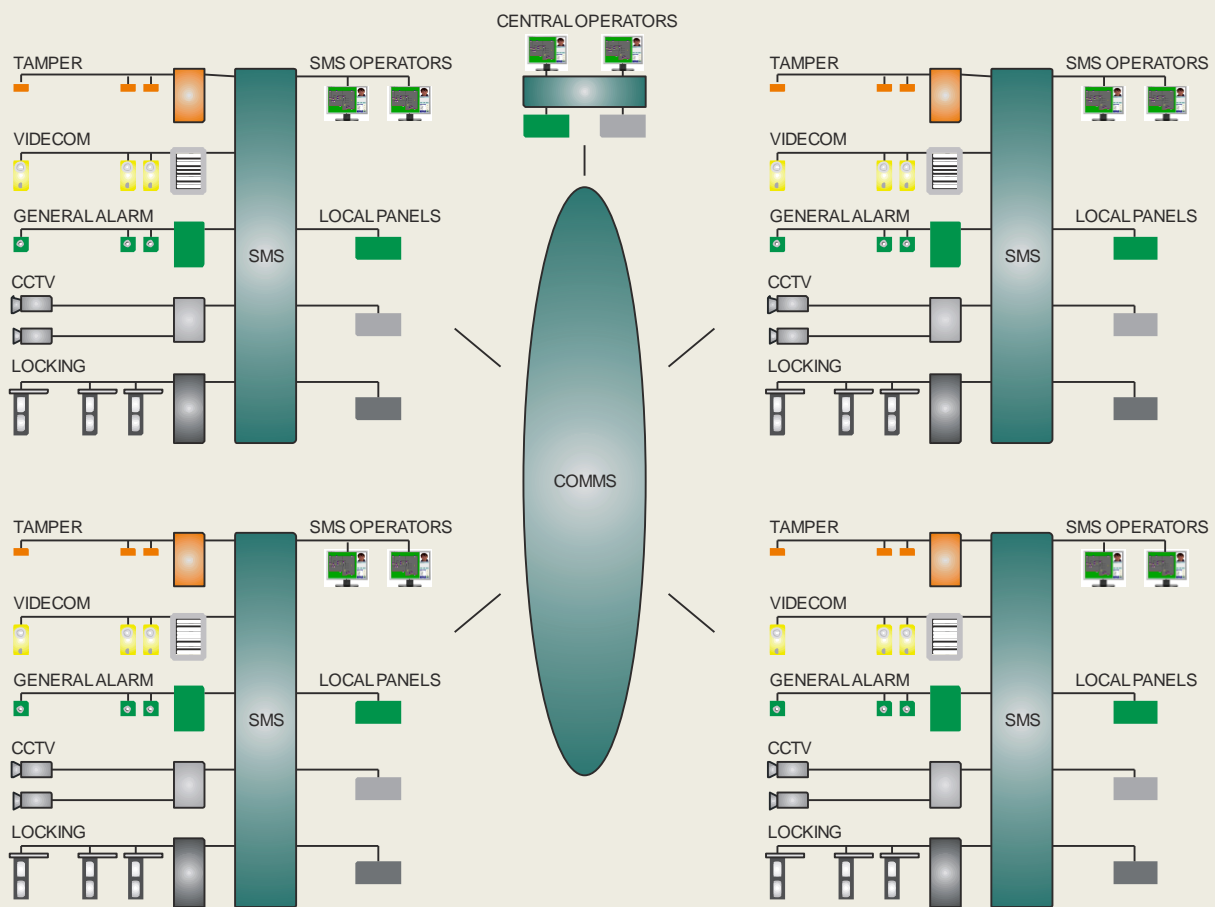 CENTRAL OPERATORS
TAMPER
SMS OPERATORS
VIDECOM
GENERAL ALARM
LOCAL PANELS
SMS
CCTV
LOCKING
TAMPER
SMS OPERATORS
VIDECOM
GENERAL ALARM
LOCAL PANELS
SMS
CCTV
LOCKING
COMMS
TAMPER
SMS OPERATORS
VIDECOM
GENERAL ALARM
LOCAL PANELS
SMS
CCTV
LOCKING
TAMPER
SMS OPERATORS
VIDECOM
GENERAL ALARM
LOCAL PANELS
SMS
CCTV
LOCKING